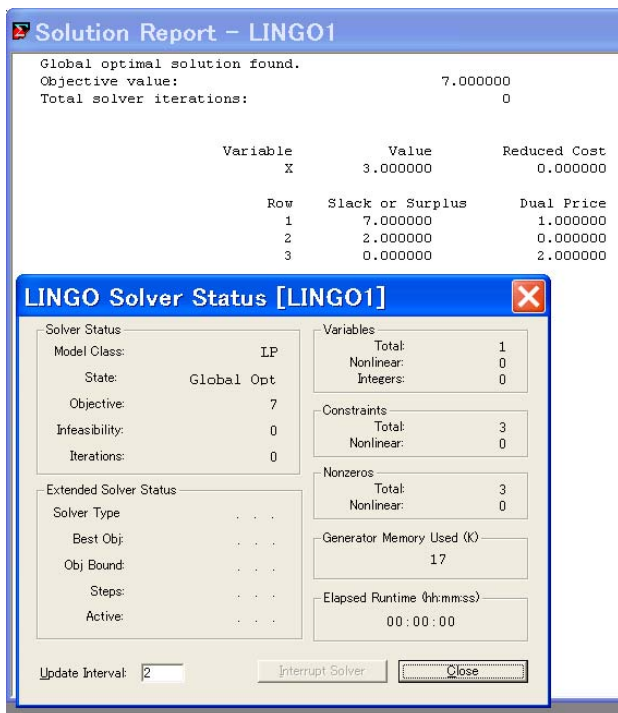 Solution Report - LINGO1
Global optimal solution found.
Objective value: 7.000000
Total solver iterations: 0
Variable Value Reduced Cost
X 3.000000 0.000000
Row Slack or Surplus Dual Price
1 7.000000 1.000000
2 2.000000 0.000000
3 0.000000 2.000000
LINGO Solver Status [LINGO1]
Solver Status
Model Class: LP
State: Global Opt
Objective: 7
Infeasibility: 0
Iterations: 0
Extended Solver Status
Solver Type . . .
Best Obj: . . .
Obj Bound: . . .
Steps: . . .
Active: . . .
Variables
Total: 1
Nonlinear: 0
Integers: 0
Constraints
Total: 3
Nonlinear: 0
Nonzeros
Total: 3
Nonlinear: 0
Generator Memory Used (K)
17
Elapsed Runtime (hh:mm:ss)
00:00:00
Update Interval: 2
Interrupt Solver
Close